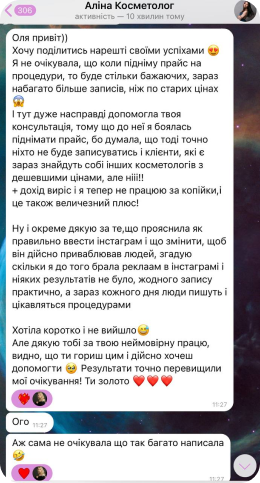 306
Аліна Косметолог
активність — 10 хвилин тому
Оля привіт))
Хочу поділитись нарешті своїми успіхами 😍
Я не очікувала, що коли підніму прайс на
процедури, то буде стільки бажаючих, зараз
набагато більше записів, ніж по старих цінах
😱
І тут дуже насправді допомогла твоя
консультація, тому що до неї я боялась
піднімати прайс, бо думала, що тоді точно
ніхто не буде записуватись і клієнти, які є
зараз знайдуть собі інших косметологів з
дешевшими цінами, але нііі!!
+ дохід виріс і я тепер не працюю за копійки,і
це також величезний плюс!
Ну і окреме дякую за те,що прояснила як
правильно ввести інстаграм і що змінити, щоб
він дійсно приваблював людей, згадую
скільки я до того брала реклаам в інстаграмі і
ніяких результатів не було, жодного запису
практично, а зараз кожного дня люди пишуть і
цікавляться процедурами
Хотіла коротко і не вийшло😅
Але дякую тобі за твою неймовірну працю,
видно, що ти гориш цим і дійсно хочеш
допомогти 🥹 Результати точно перевищили
мої очікування! Ти золото ❤️❤️❤️
11:27
Ого 11:27
Аж сама не очікувала що так багато написала
🤣
11:27